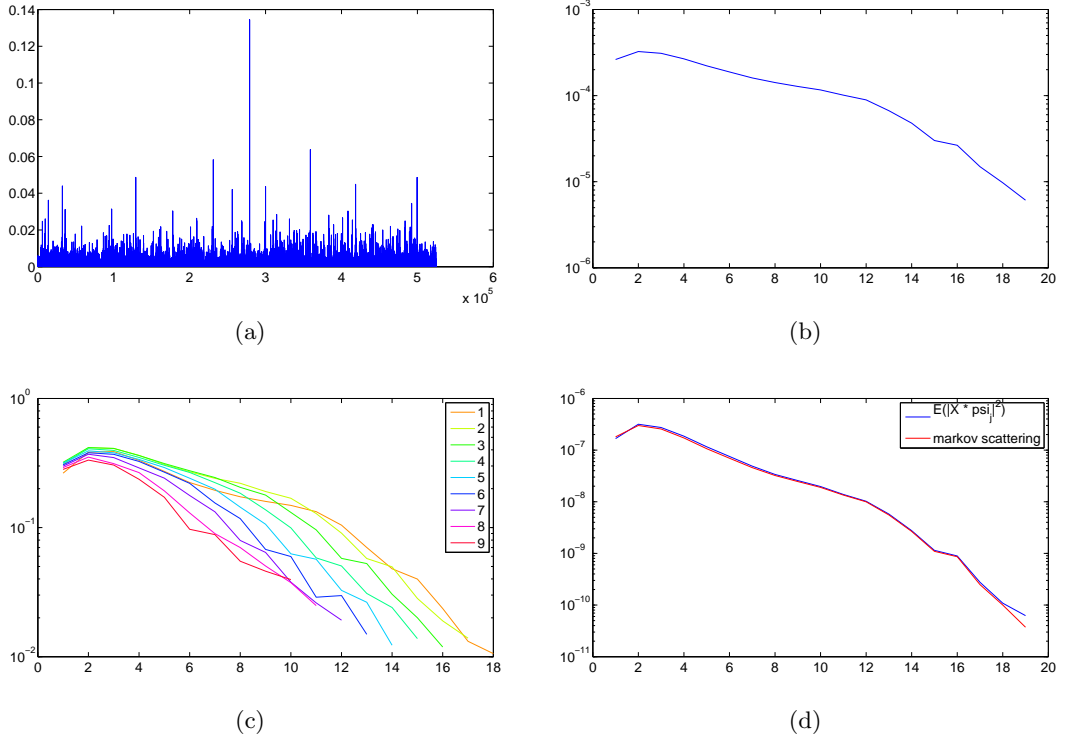 0.14
0.12
0.1
0.08
0.06
0.04
0.02
0
0 1 2 3 4 5 6
x 10^5
(a)
10^-3
10^-4
10^-5
10^-6
0 2 4 6 8 10 12 14 16 18 20
(b)
10^0
10^-1
10^-2
0 2 4 6 8 10 12 14 16 18
1
2
3
4
5
6
7
8
9
(c)
10^-6
10^-7
10^-8
10^-9
10^-10
10^-11
0 2 4 6 8 10 12 14 16 18 20
E(|X * psi_j|^2)
markov scattering
(d)